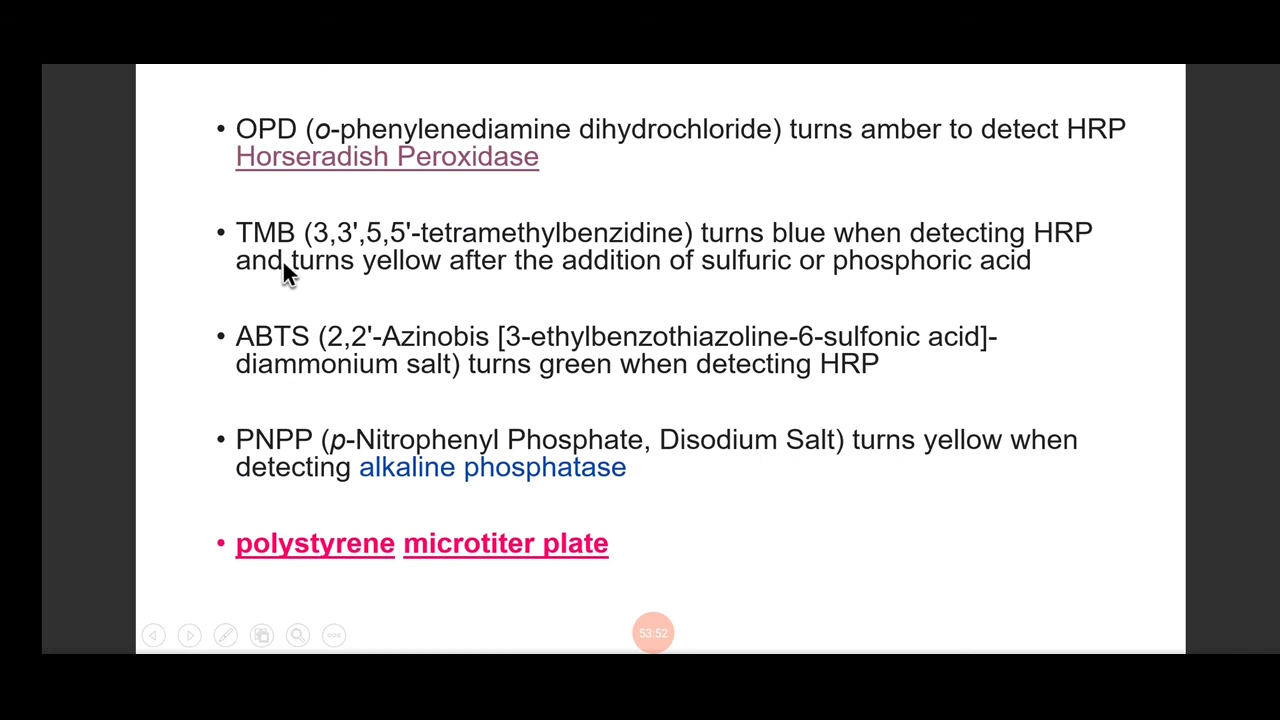 • OPD (o-phenylenediamine dihydrochloride) turns amber to detect HRP
Horseradish Peroxidase
• TMB (3,3',5,5'-tetramethylbenzidine) turns blue when detecting HRP
and turns yellow after the addition of sulfuric or phosphoric acid
• ABTS (2,2'-Azinobis [3-ethylbenzothiazoline-6-sulfonic acid]-
diammonium salt) turns green when detecting HRP
• PNPP (p-Nitrophenyl Phosphate, Disodium Salt) turns yellow when
detecting alkaline phosphatase
• polystyrene microtiter plate
53:52